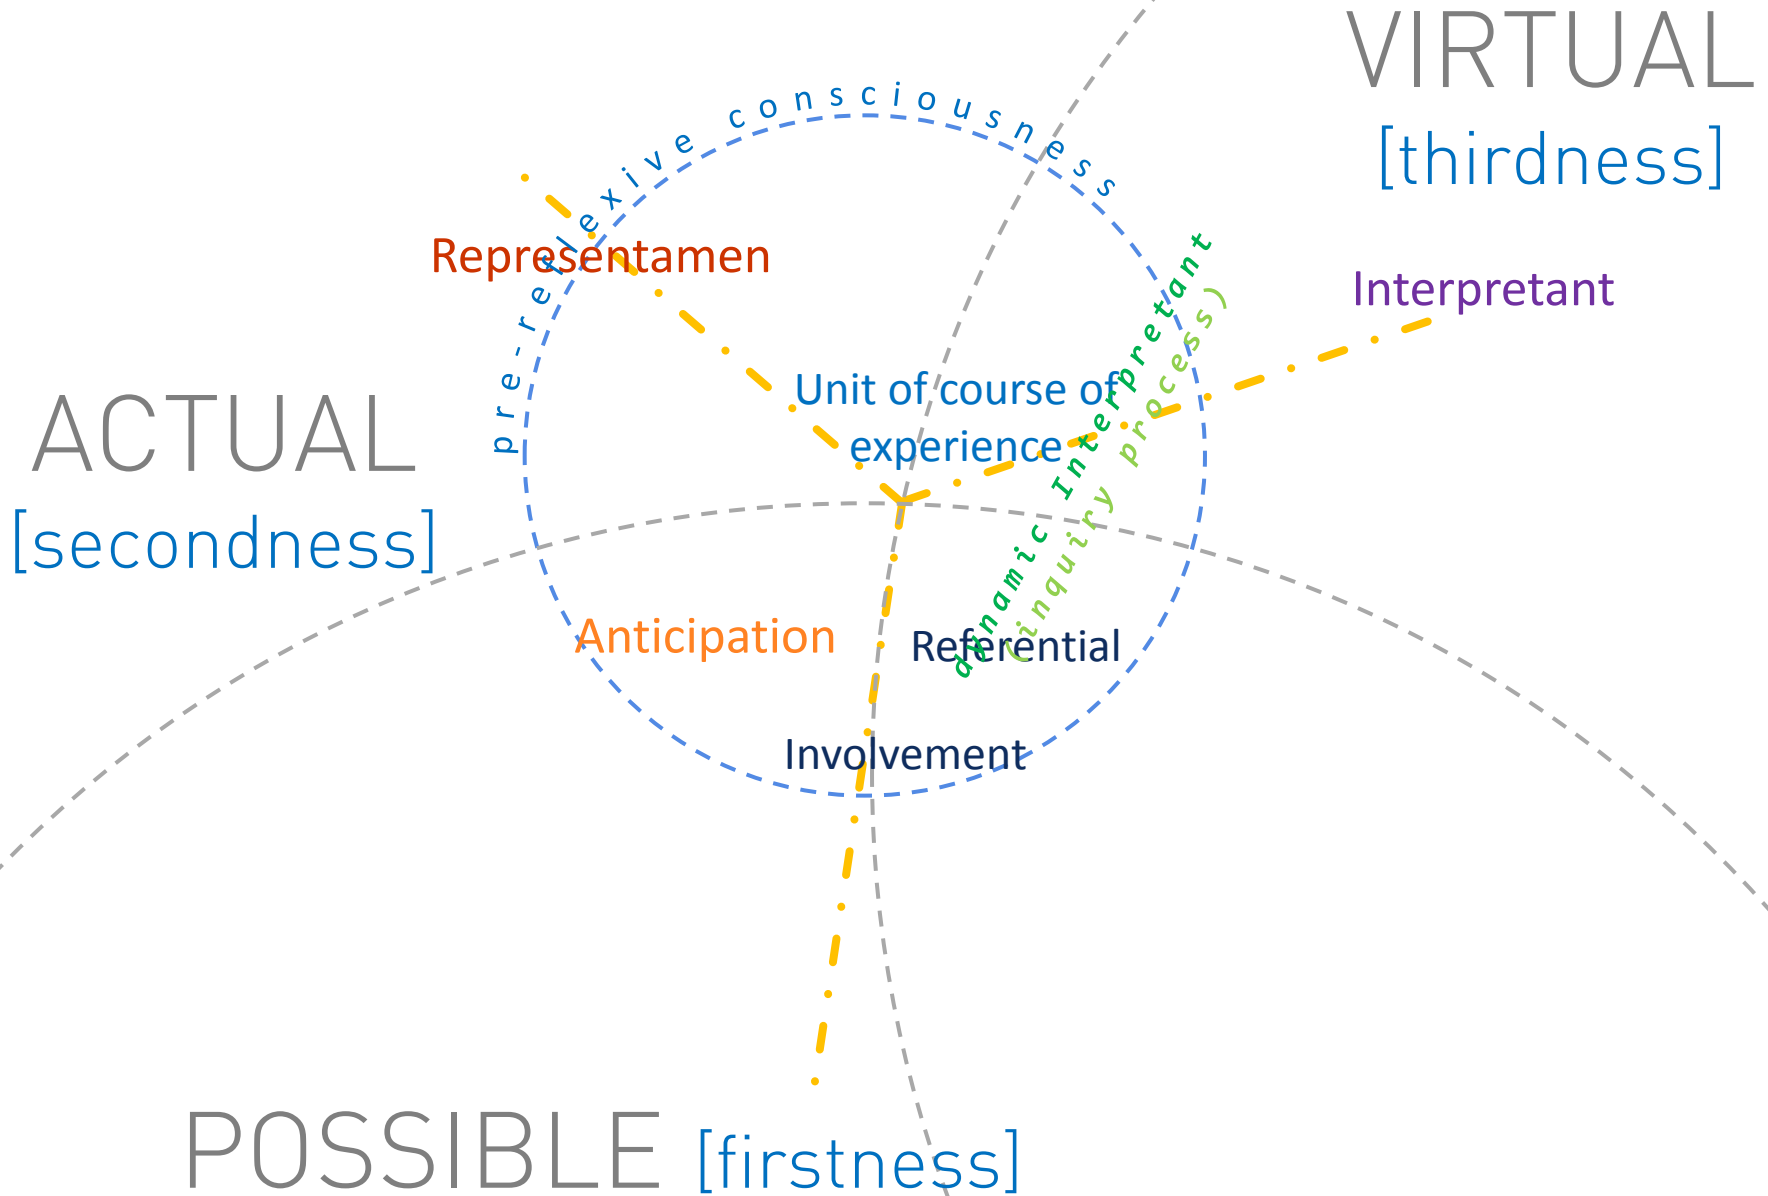 VIRTUAL
[thirdness]
pre-reflexive consciousness
Representamen
Interpretant
dynamic Interpretant
(inquiry process)
Unit of course of
experience
ACTUAL
[secondness]
Anticipation
Referential
Involvement
POSSIBLE [firstness]